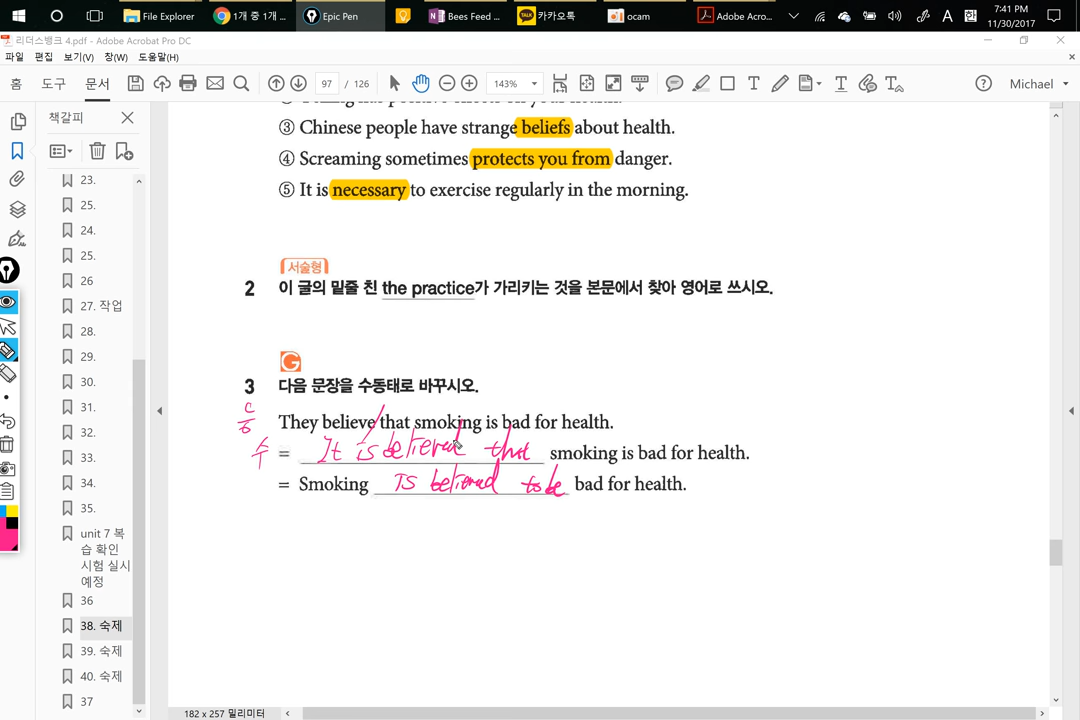 File Explorer
1개 중 1개 ...
Epic Pen
Bees Feed ...
카카오톡
ocam
Adobe Acro...
A 한
7:41 PM
11/30/2017
리더스뱅크 4.pdf - Adobe Acrobat Pro DC
파일 편집 보기(V) 창(W) 도움말(H)
홈 도구 문서
97 / 126
143%
Michael
책갈피
23.
25.
24.
25.
26
27. 작업
28.
29.
30.
31.
32.
33.
34.
35.
unit 7 복
습 확인
시험 실시
예정
36
38. 숙제
39. 숙제
40. 숙제
37
③ Chinese people have strange beliefs about health.
④ Screaming sometimes protects you from danger.
⑤ It is necessary to exercise regularly in the morning.
서술형
2 이 글의 밑줄 친 the practice가 가리키는 것을 본문에서 찾아 영어로 쓰시오.
G
3 다음 문장을 수동태로 바꾸시오.
They believe that smoking is bad for health.
수 = It is believed that smoking is bad for health.
= Smoking is believed to be bad for health.
182 x 257 밀리미터